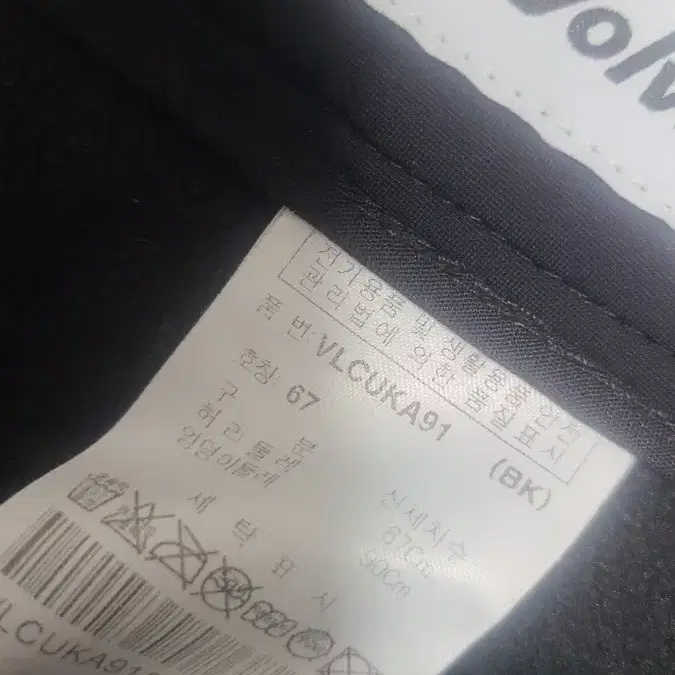 volv
전기용품 및 생활용품 안전
관리법에 의한 품질표시
품 번: VLCUKA91 (BK)
호칭: 67
구 분 신체치수
허리둘레 67Cm
엉덩이둘레 90Cm
세 탁 표 시
LCUKA91